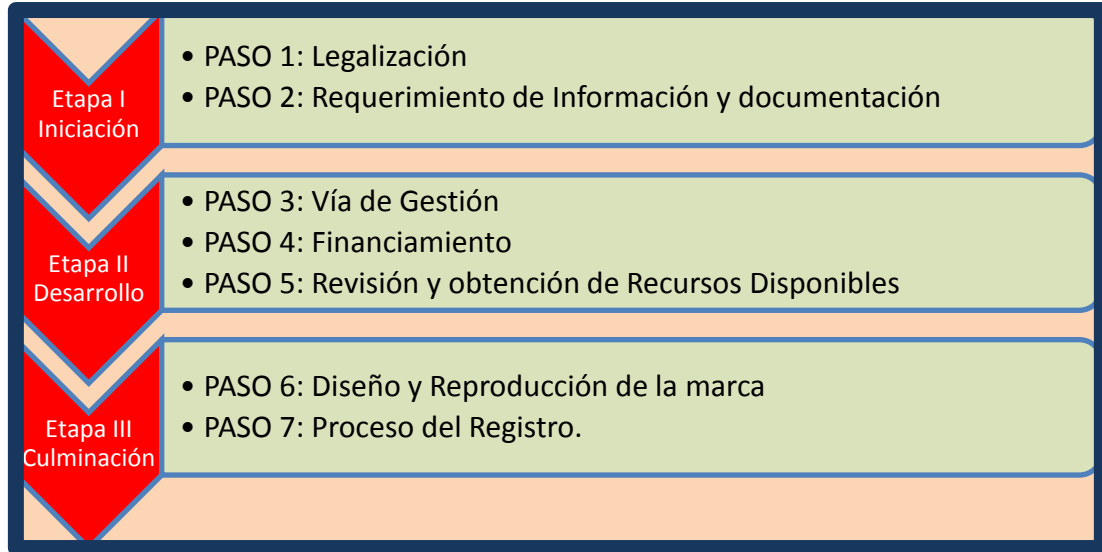 Etapa I
Iniciación
• PASO 1: Legalización
• PASO 2: Requerimiento de Información y documentación
Etapa II
Desarrollo
• PASO 3: Vía de Gestión
• PASO 4: Financiamiento
• PASO 5: Revisión y obtención de Recursos Disponibles
Etapa III
Culminación
• PASO 6: Diseño y Reproducción de la marca
• PASO 7: Proceso del Registro.